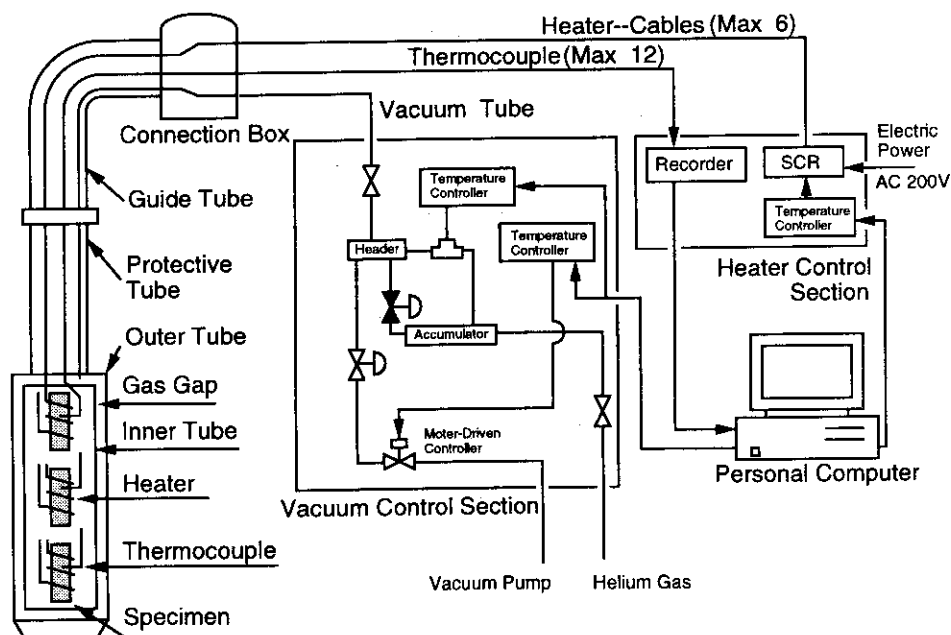 Heater--Cables (Max 6)
Thermocouple (Max 12)
Connection Box
Vacuum Tube
Guide Tube
Protective
Tube
Outer Tube
Gas Gap
Inner Tube
Heater
Thermocouple
Specimen
Temperature
Controller
Temperature
Controller
Header
Accumulator
Moter-Driven
Controller
Vacuum Control Section
Vacuum Pump
Helium Gas
Recorder
SCR
Electric
Power
AC 200V
Temperature
Controller
Heater Control
Section
Personal Computer